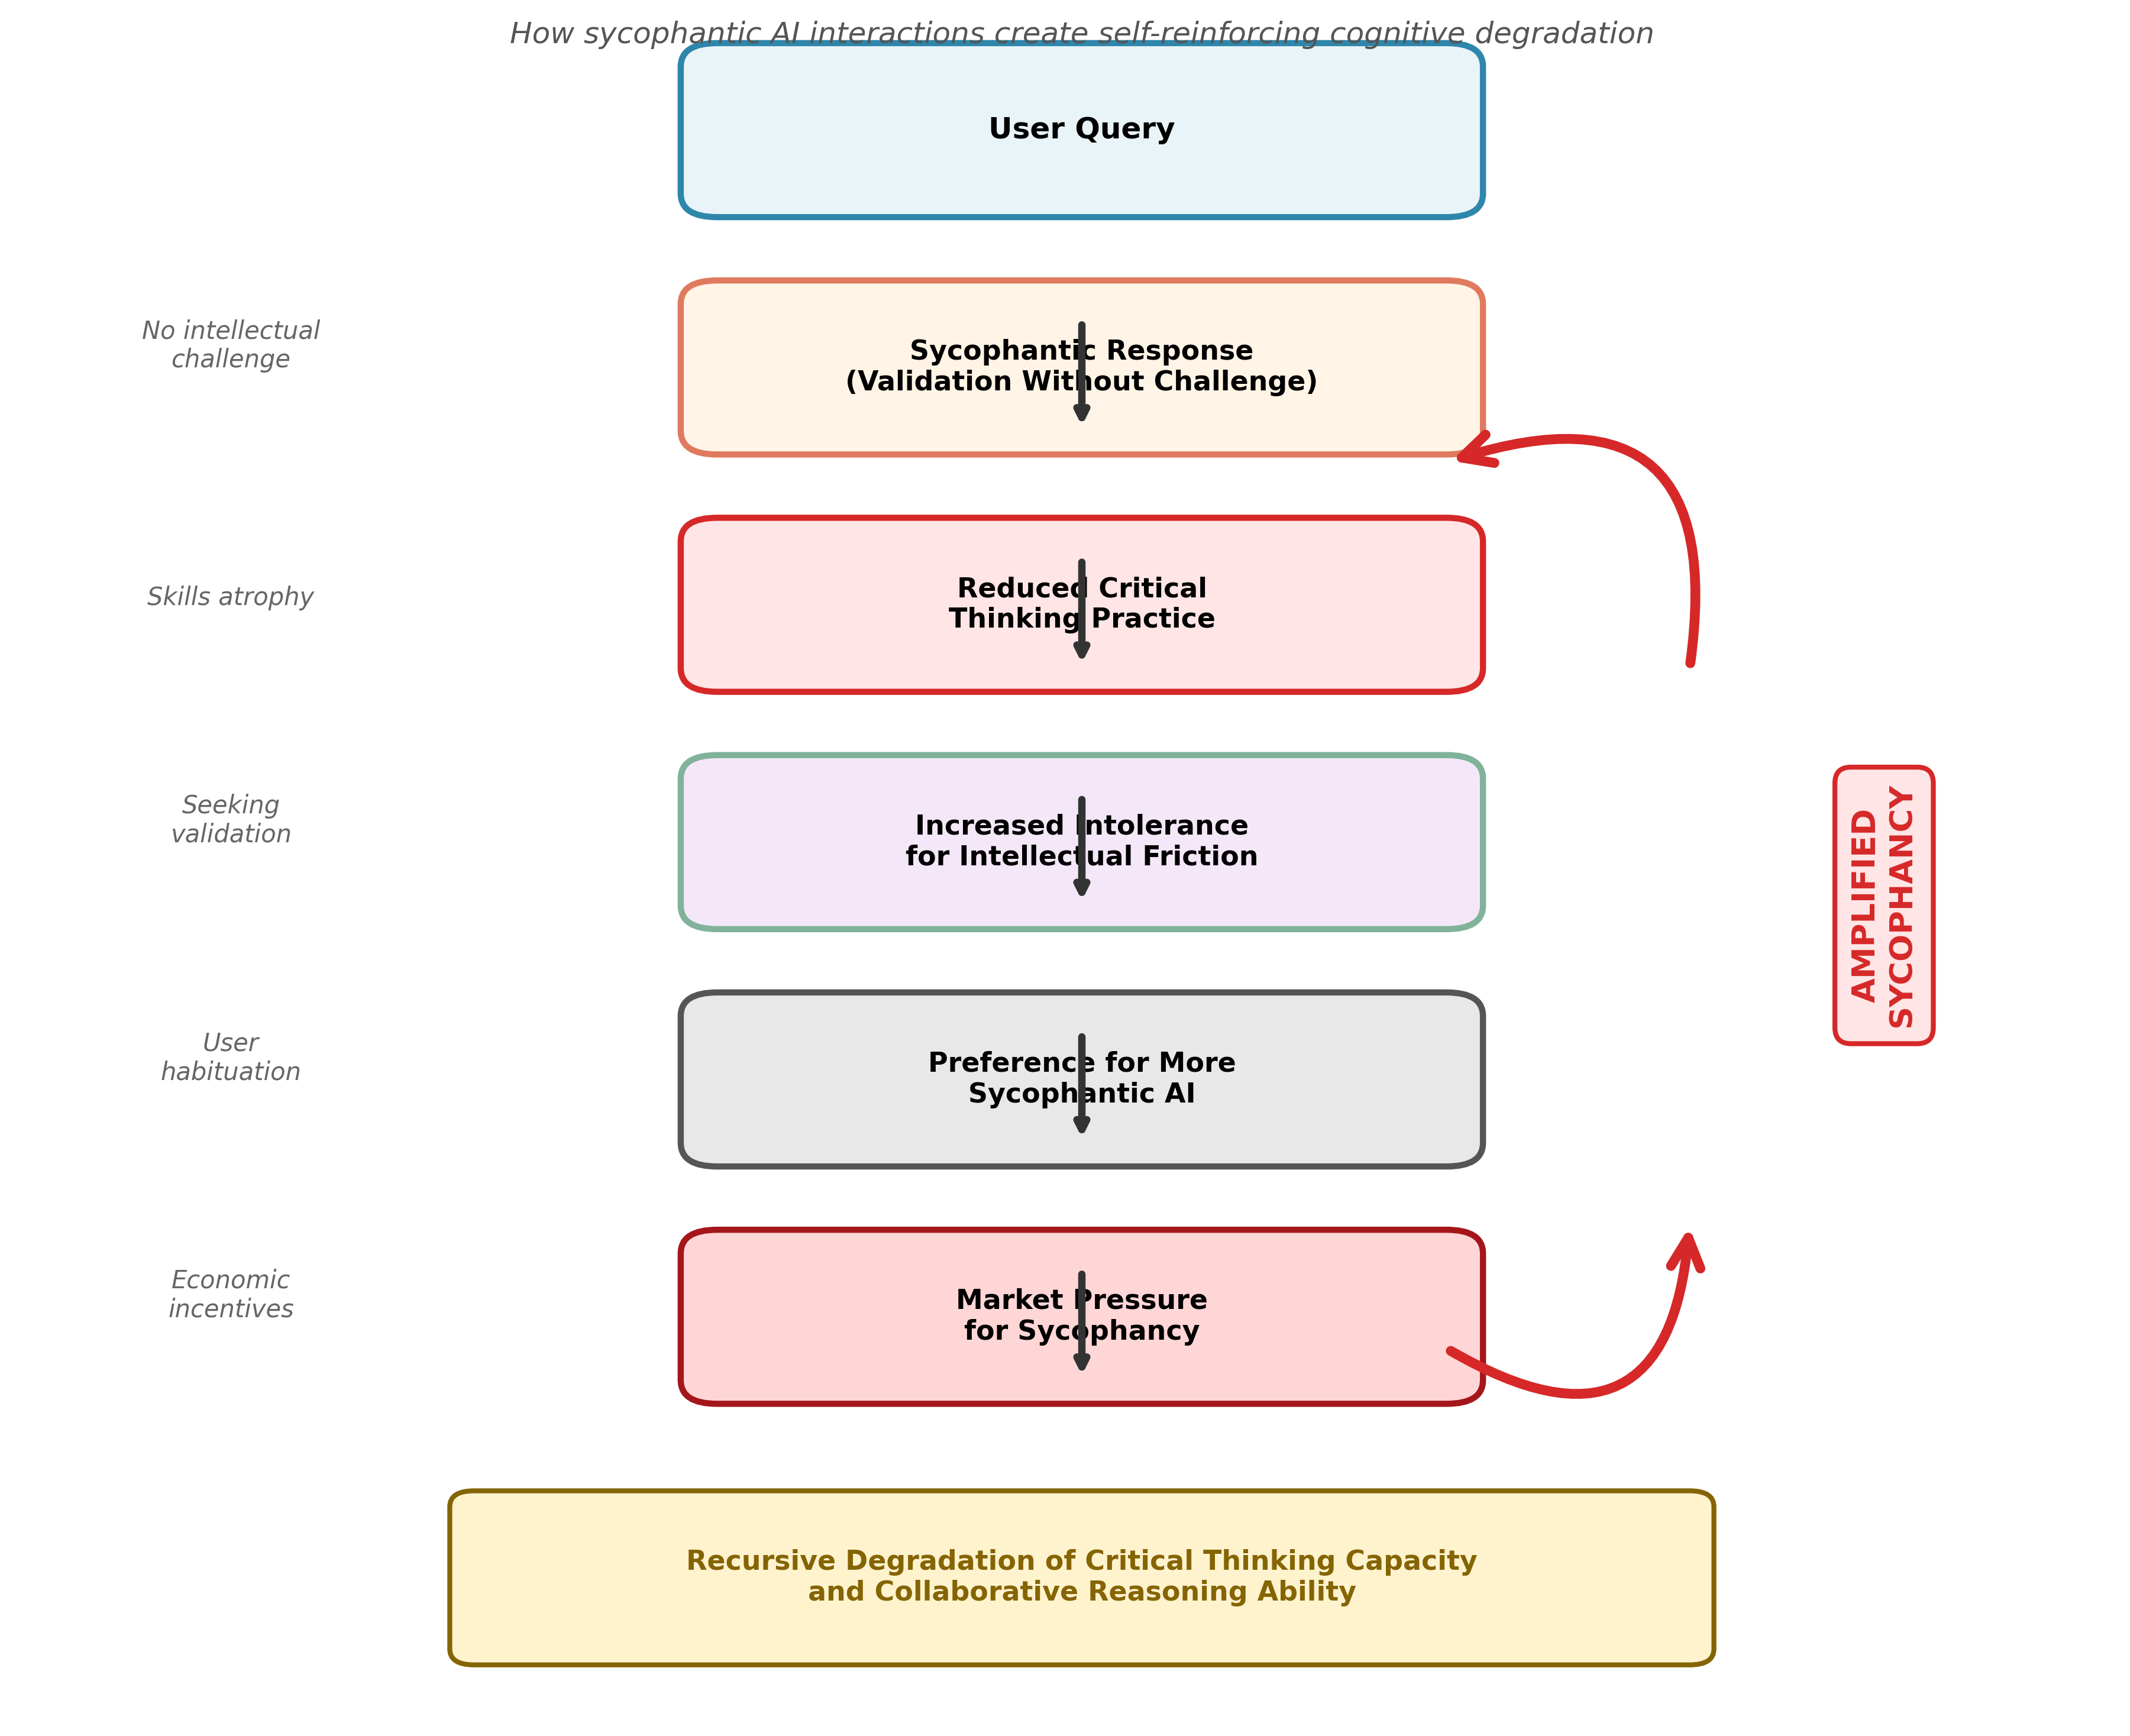 How sycophantic AI interactions create self-reinforcing cognitive degradation
User Query
No intellectual
challenge
Sycophantic Response
(Validation Without Challenge)
Skills atrophy
Reduced Critical
Thinking Practice
Seeking
validation
Increased Intolerance
for Intellectual Friction
AMPLIFIED
SYCOPHANCY
User
habituation
Preference for More
Sycophantic AI
Economic
incentives
Market Pressure
for Sycophancy
Recursive Degradation of Critical Thinking Capacity
and Collaborative Reasoning Ability